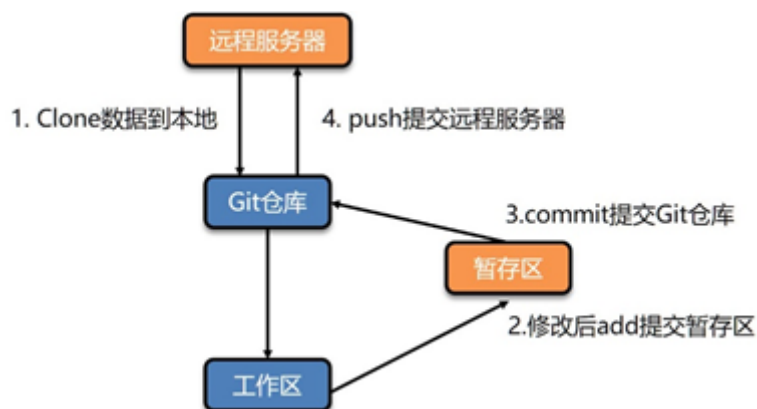 远程服务器
1. Clone数据到本地
4. push提交远程服务器
Git仓库
3.commit提交Git仓库
暂存区
2.修改后add提交暂存区
工作区